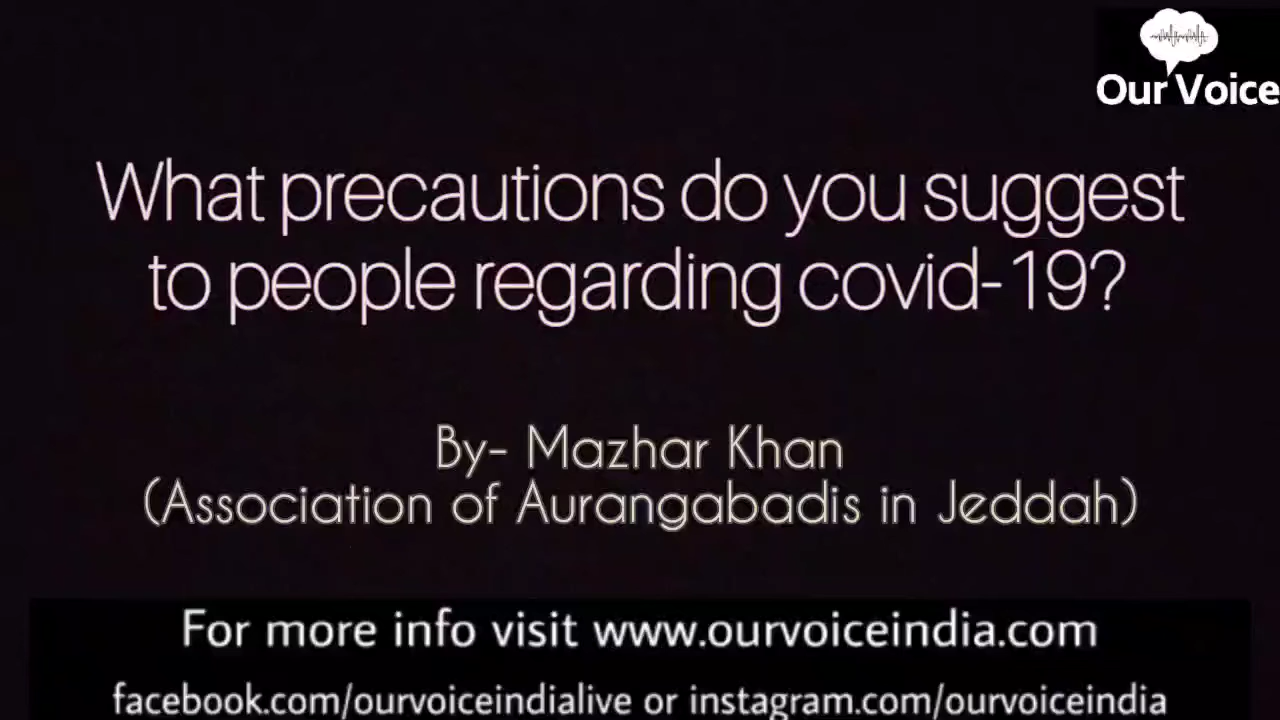 Our Voice
What precautions do you suggest
to people regarding covid-19?
By- Mazhar Khan
(Association of Aurangabadis in Jeddah)
For more info visit www.ourvoiceindia.com
facebook.com/ourvoiceindialive or instagram.com/ourvoiceindia